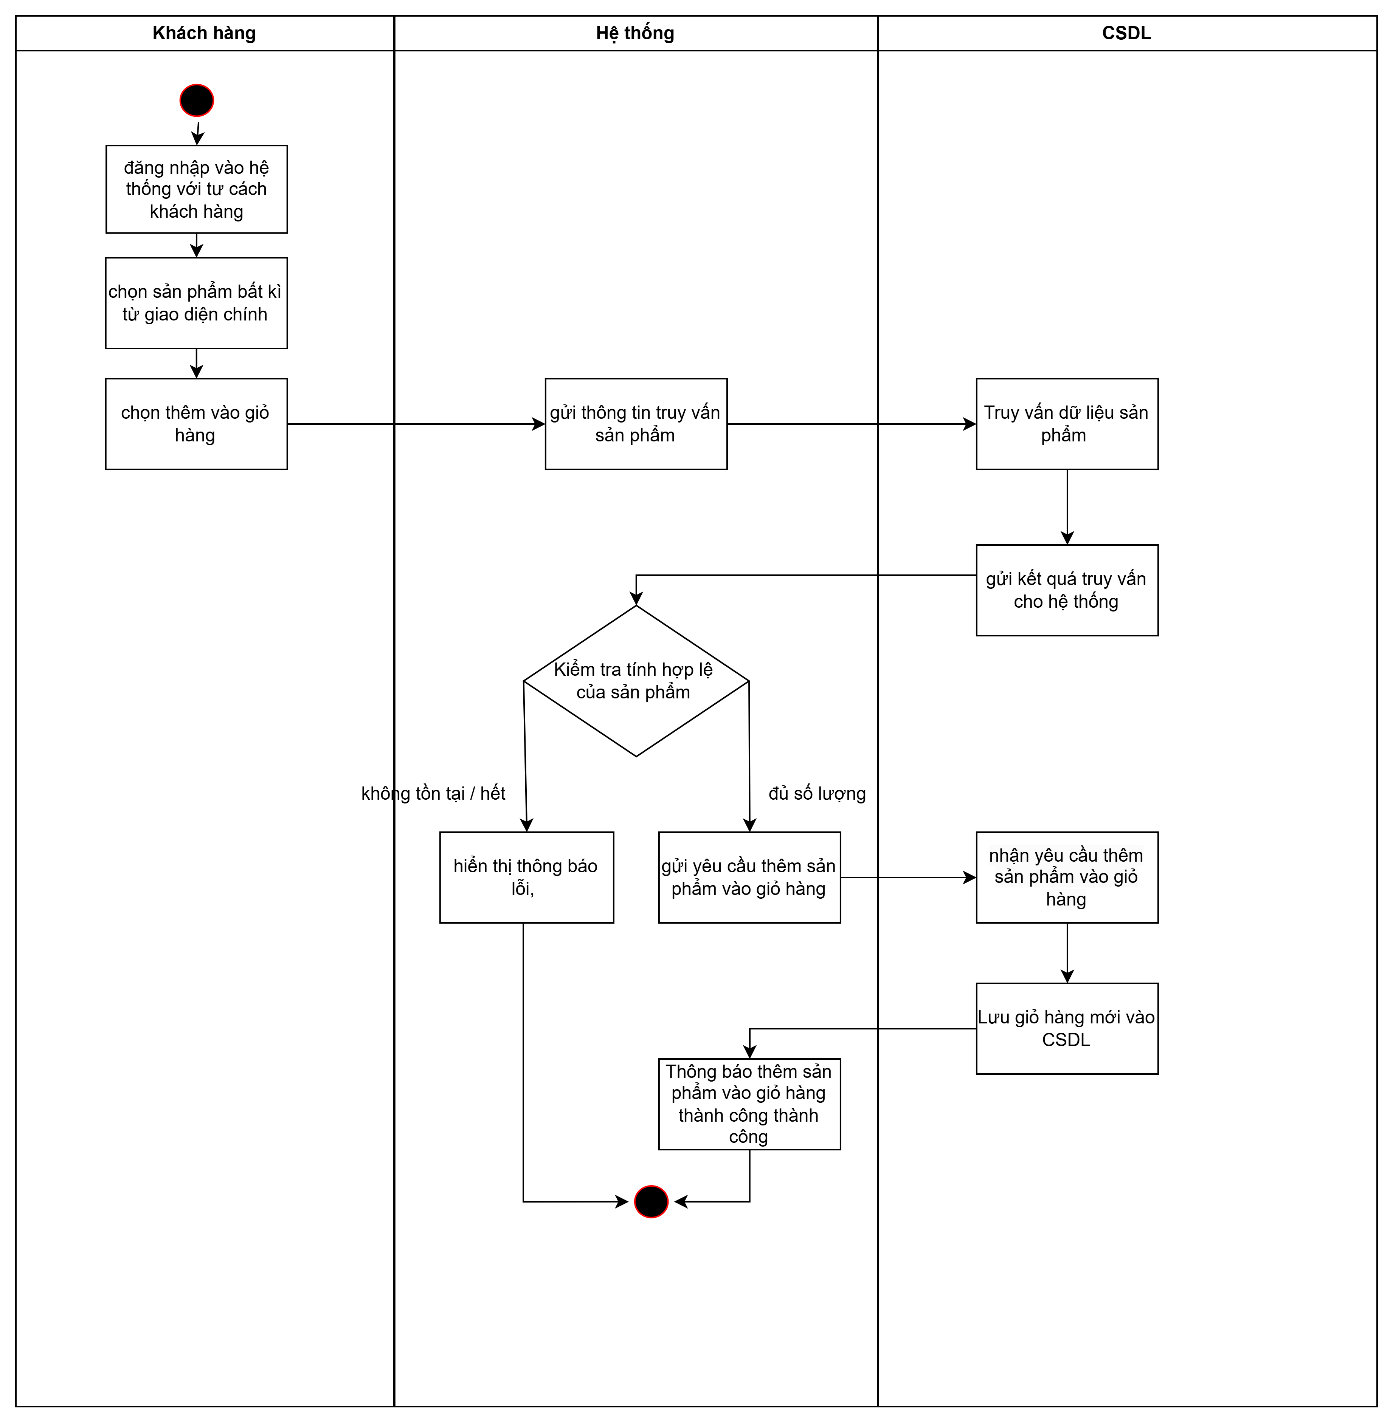 Khách hàng
Hệ thống
CSDL
đăng nhập vào hệ
thống với tư cách
khách hàng
chọn sản phẩm bất kì
từ giao diện chính
chọn thêm vào giỏ
hàng
gửi thông tin truy vấn
sản phẩm
Truy vấn dữ liệu sản
phẩm
gửi kết quá truy vấn
cho hệ thống
Kiểm tra tính hợp lệ
của sản phẩm
không tồn tại / hết
đủ số lượng
hiển thị thông báo
lỗi,
gửi yêu cầu thêm sản
phẩm vào giỏ hàng
nhận yêu cầu thêm
sản phẩm vào giỏ
hàng
Lưu giỏ hàng mới vào
CSDL
Thông báo thêm sản
phẩm vào giỏ hàng
thành công thành
công